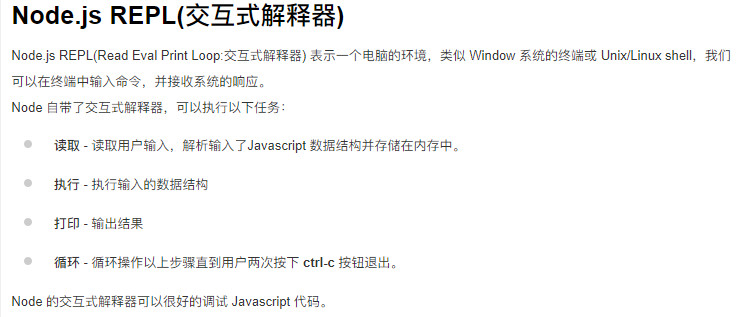 Node.js REPL(交互式解释器)
Node.js REPL(Read Eval Print Loop:交互式解释器) 表示一个电脑的环境，类似 Window 系统的终端或 Unix/Linux shell，我们
可以在终端中输入命令，并接收系统的响应。
Node 自带了交互式解释器，可以执行以下任务：
读取 - 读取用户输入，解析输入了Javascript 数据结构并存储在内存中。
执行 - 执行输入的数据结构
打印 - 输出结果
循环 - 循环操作以上步骤直到用户两次按下 ctrl-c 按钮退出。
Node 的交互式解释器可以很好的调试 Javascript 代码。